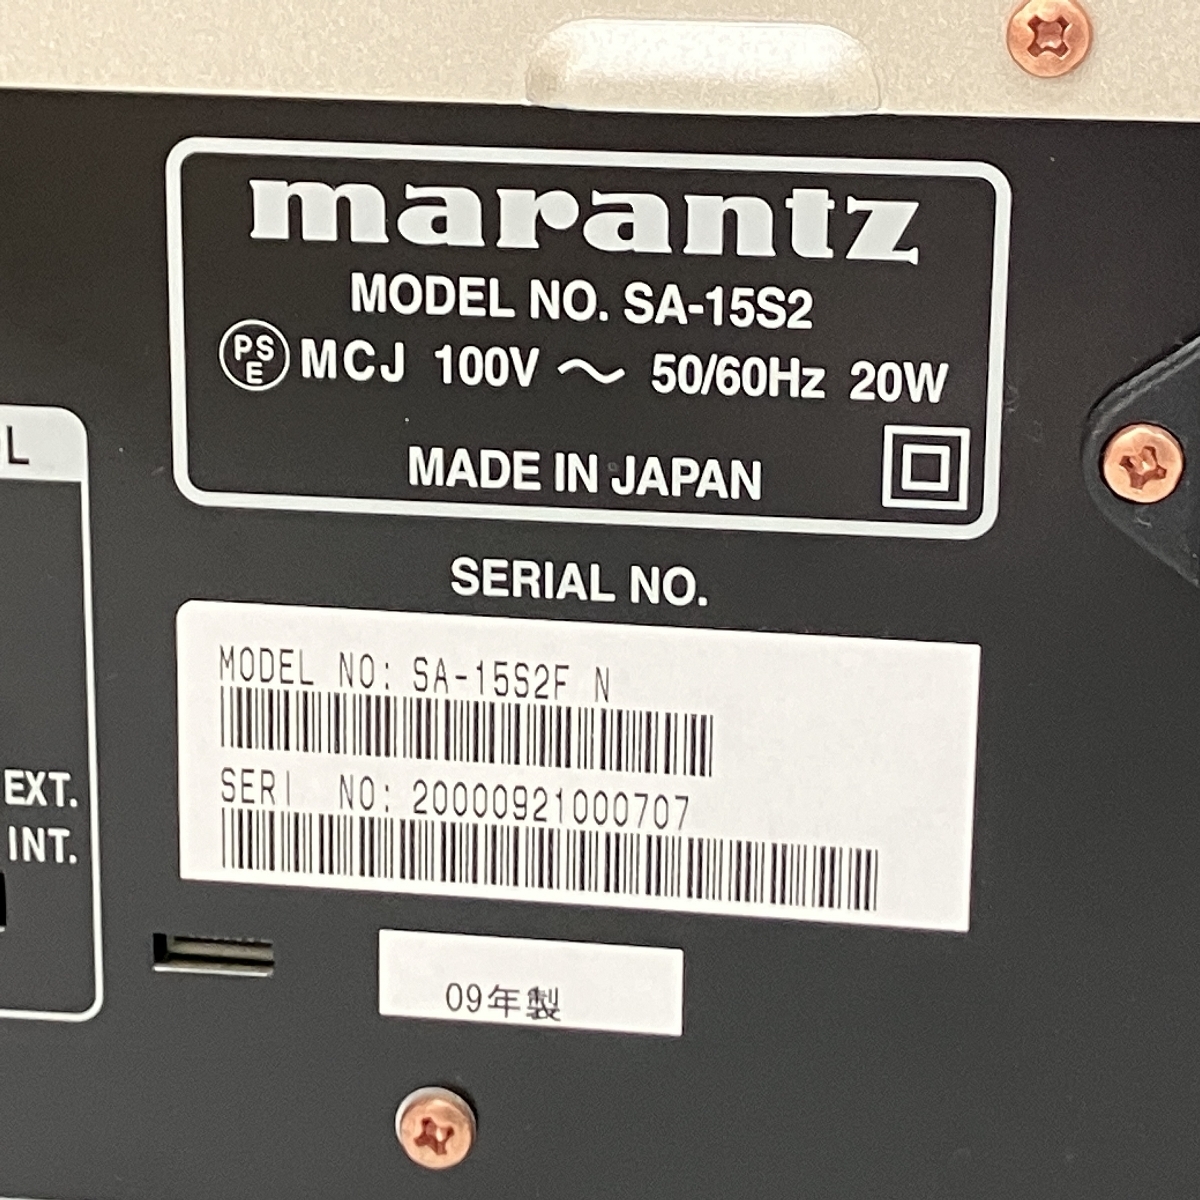 marantz
MODEL NO. SA-15S2
PSE MCJ 100V ～ 50/60Hz 20W
MADE IN JAPAN
SERIAL NO.
MODEL NO: SA-15S2F N
SERI NO: 20000921000707
09年製
L
EXT.
INT.